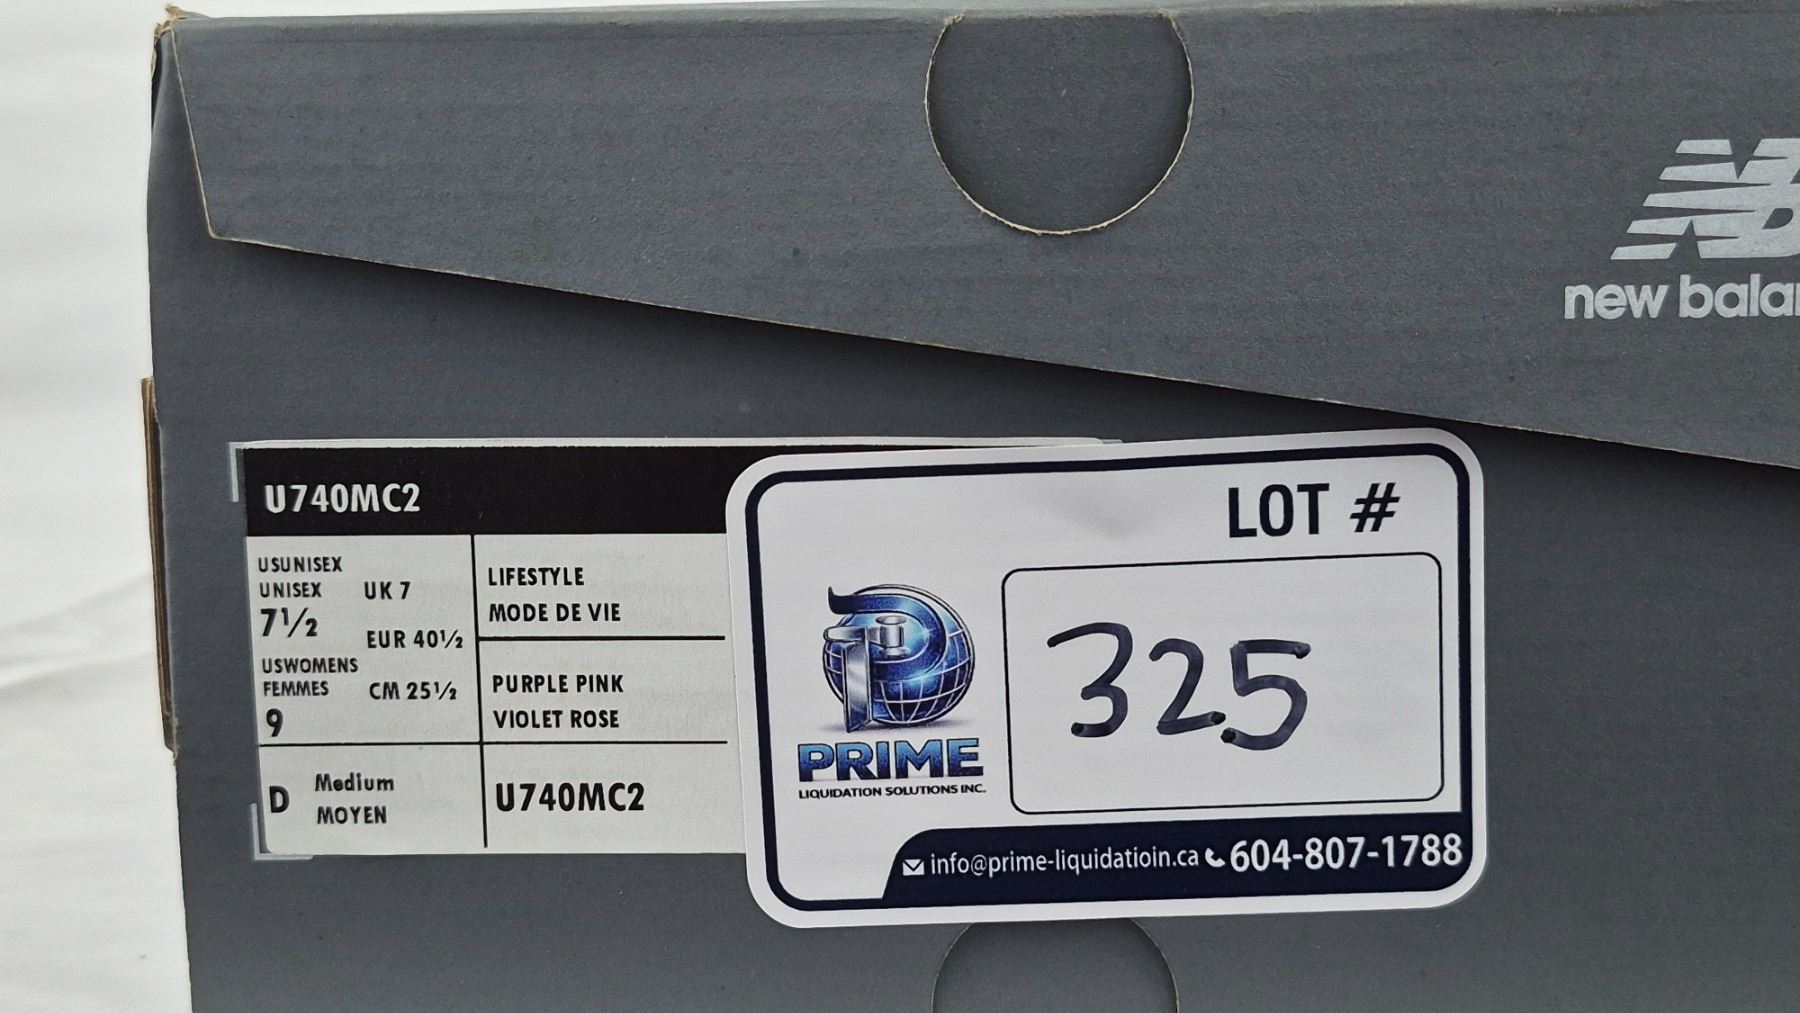 new balan
U740MC2
USUNISEX
UNISEX
7½
UK 7
EUR 40½
USWOMENS
FEMMES
9
CM 25½
LIFESTYLE
MODE DE VIE
PURPLE PINK
VIOLET ROSE
D
Medium
MOYEN
U740MC2
LOT #
325
PRIME
LIQUIDATION SOLUTIONS INC.
info@prime-liquidatioin.ca 604-807-1788